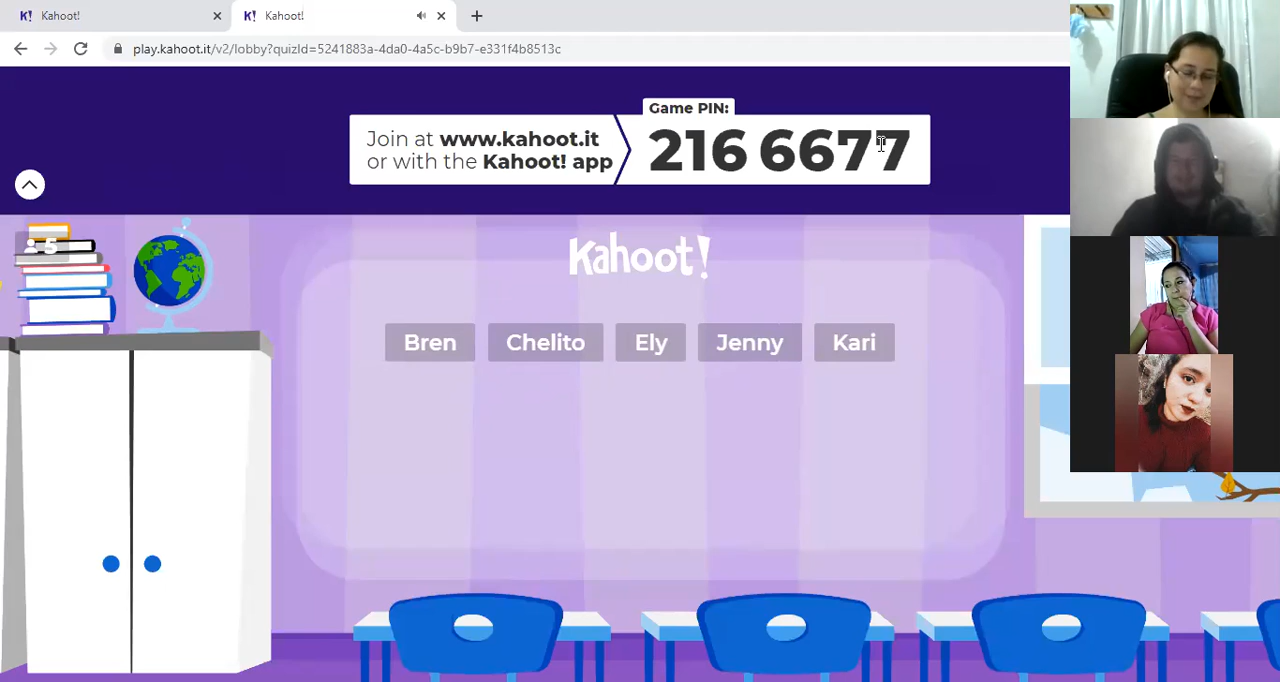 Kahoot!
Kahoot!
play.kahoot.it/v2/lobby?quizId=5241883a-4da0-4a5c-b9b7-e331f4b8513c
Game PIN:
Join at www.kahoot.it
or with the Kahoot! app
216 6677
5
Kahoot!
Bren Chelito Ely Jenny Kari